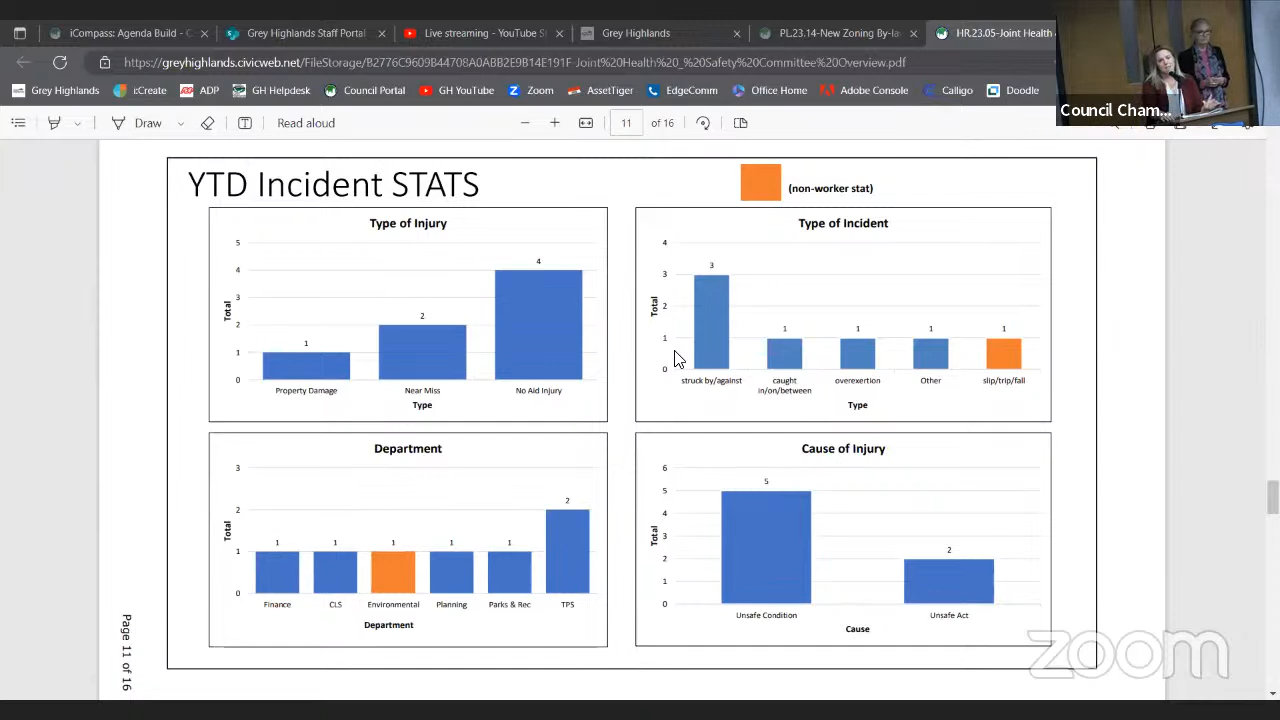 iCompass: Agenda Build - C
Grey Highlands Staff Portal
Live streaming - YouTube S
Grey Highlands
PL.23.14-New Zoning By-la
HR.23.05-Joint Health
https://greyhighlands.civicweb.net/FileStorage/B2776C9609B44708A0ABB2E9B14E191F-Joint%20Health%20_%20Safety%20Committee%20Overview.pdf
Grey Highlands
iCreate
ADP
GH Helpdesk
Council Portal
GH YouTube
Zoom
AssetTiger
EdgeComm
Office Home
Adobe Console
Calligo
Doodle
Council Cham...
Draw
Read aloud
11
of 16
YTD Incident STATS
(non-worker stat)
Type of Injury
5
4
3
2
1
0
Total
1
2
4
Property Damage
Near Miss
No Aid Injury
Type
Type of Incident
4
3
2
1
0
Total
3
1
1
1
1
struck by/against
caught
in/on/between
overexertion
Other
slip/trip/fall
Type
Department
3
2
1
0
Total
1
1
1
1
1
2
Finance
CLS
Environmental
Planning
Parks & Rec
TPS
Department
Cause of Injury
6
5
4
3
2
1
0
Total
5
2
Unsafe Condition
Unsafe Act
Cause
Page 11 of 16
zoom